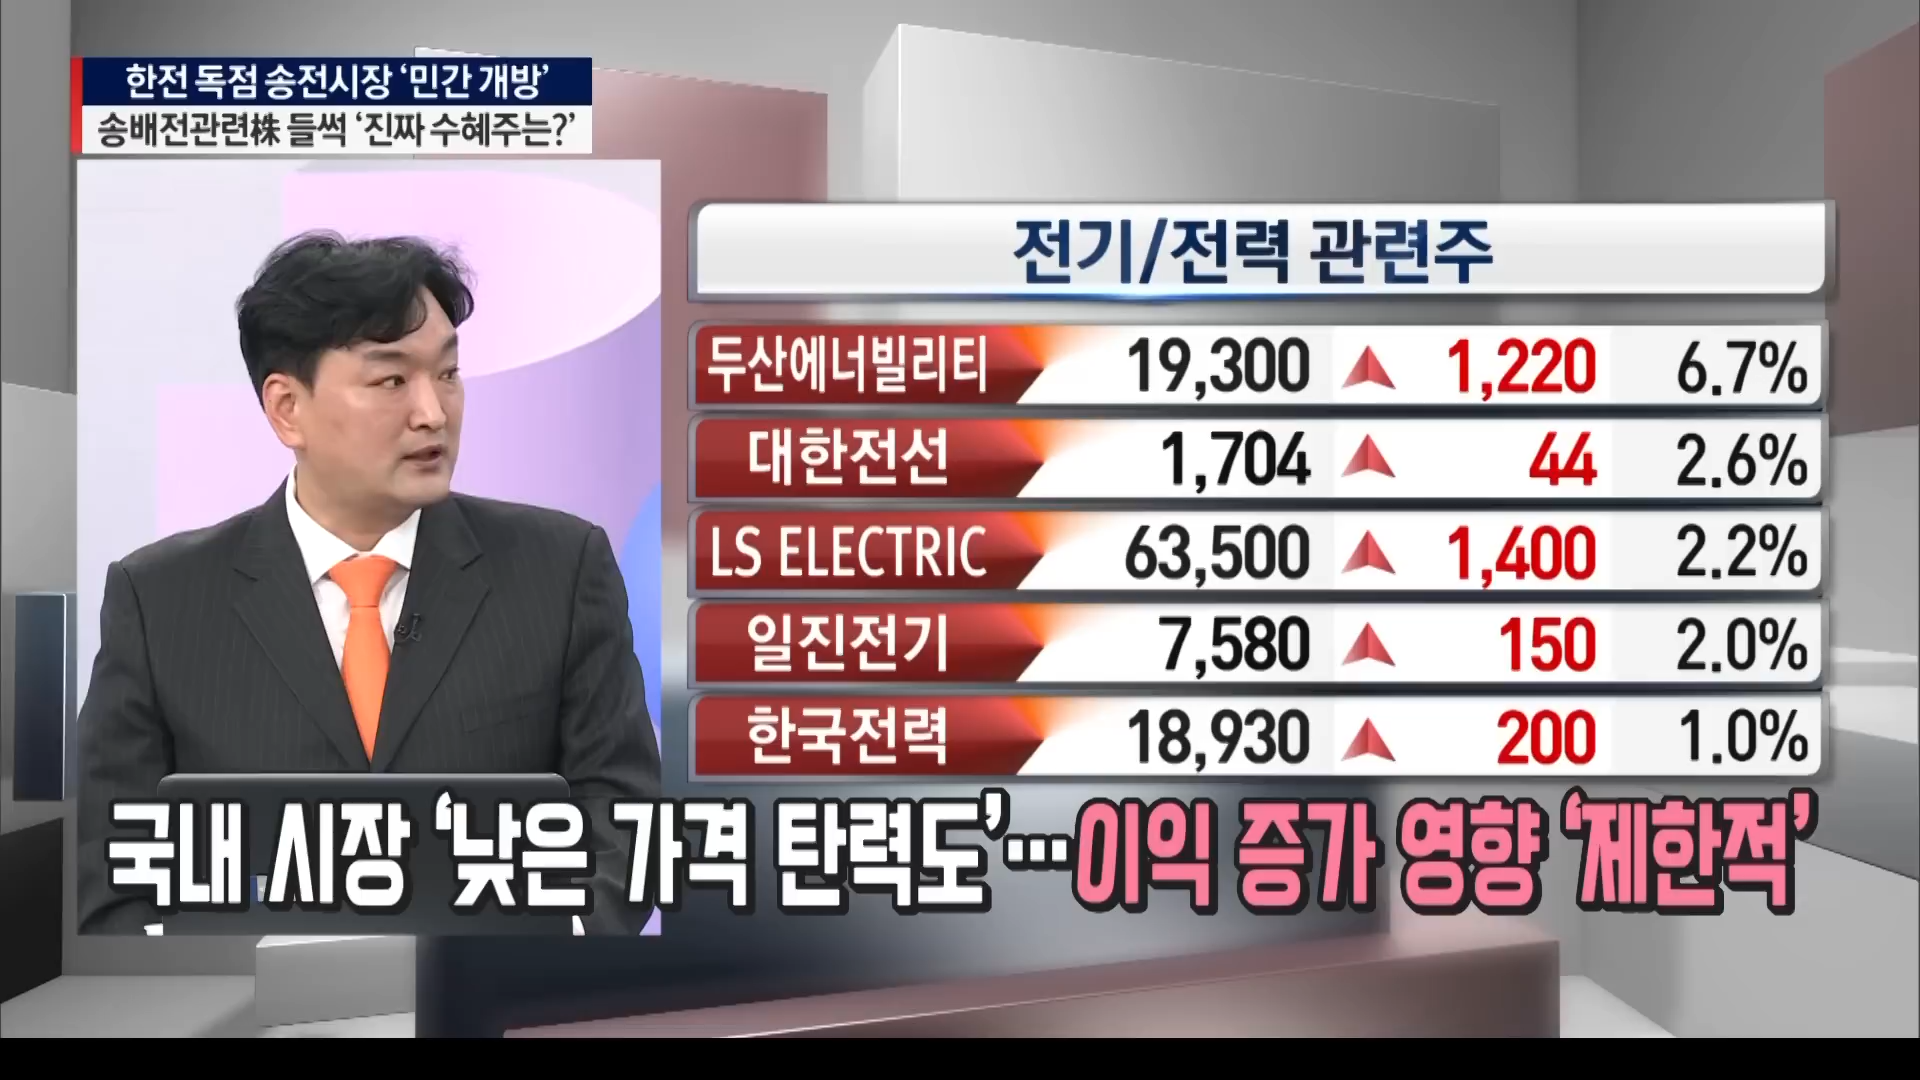 한전 독점 송전시장 ‘민간 개방’
송배전관련株 들썩 ‘진짜 수혜주는?’
전기/전력 관련주
두산에너빌리티 19,300 ▲ 1,220 6.7%
대한전선 1,704 ▲ 44 2.6%
LS ELECTRIC 63,500 ▲ 1,400 2.2%
일진전기 7,580 ▲ 150 2.0%
한국전력 18,930 ▲ 200 1.0%
국내 시장 ‘낮은 가격 탄력도’…이익 증가 영향 ‘제한적’